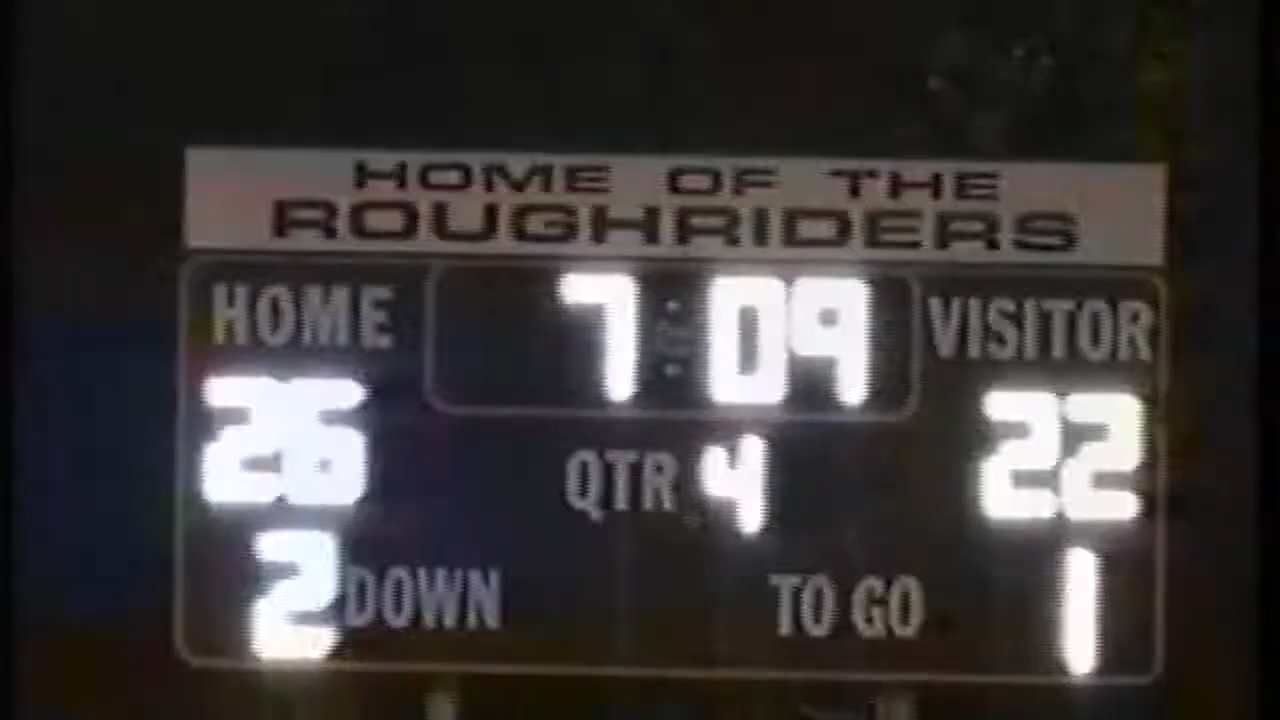 HOME OF THE
ROUGHRIDERS
HOME 7:09 VISITOR
26 QTR 4 22
2 DOWN TO GO 1